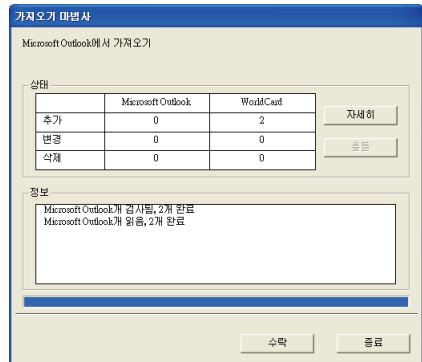 가져오기 마법사
Microsoft Outlook에서 가져오기
상태
Microsoft Outlook WorldCard
추가 0 2
변경 0 0
삭제 0 0
자세히
충돌
정보
Microsoft Outlook개 검사됨, 2개 완료
Microsoft Outlook개 읽음, 2개 완료
수락 종료